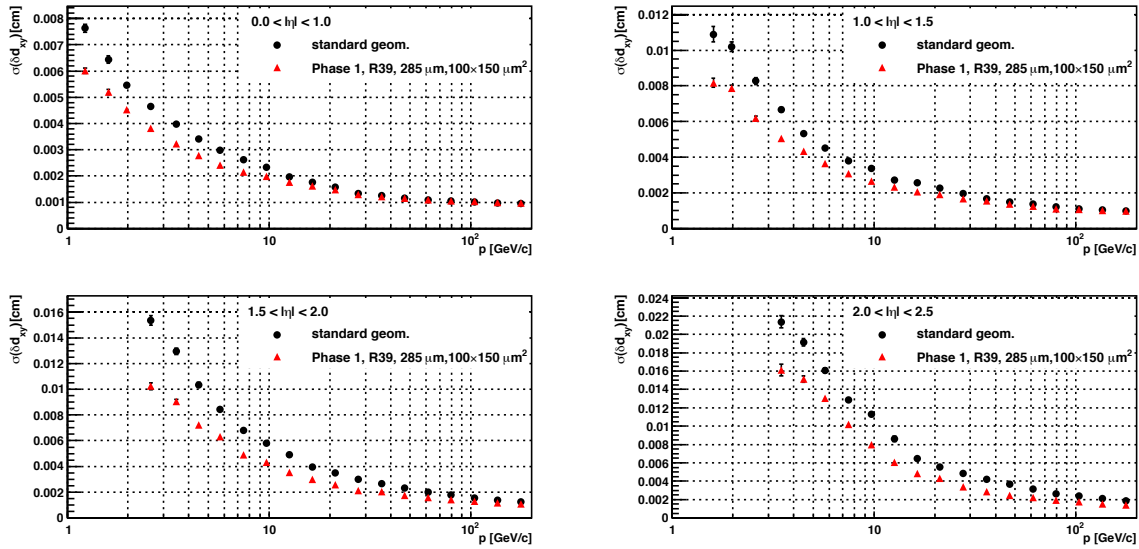 σ(δd_xy)[cm]
0.008
0.007
0.006
0.005
0.004
0.003
0.002
0.001
0
0.0 < |η| < 1.0
standard geom.
Phase 1, R39, 285 μm,100×150 μm²
1
10
10²
p [GeV/c]
σ(δd_xy)[cm]
0.012
0.01
0.008
0.006
0.004
0.002
0
1.0 < |η| < 1.5
standard geom.
Phase 1, R39, 285 μm,100×150 μm²
1
10
10²
p [GeV/c]
σ(δd_xy)[cm]
0.016
0.014
0.012
0.01
0.008
0.006
0.004
0.002
0
1.5 < |η| < 2.0
standard geom.
Phase 1, R39, 285 μm,100×150 μm²
1
10
10²
p [GeV/c]
σ(δd_xy)[cm]
0.024
0.022
0.02
0.018
0.016
0.014
0.012
0.01
0.008
0.006
0.004
0.002
0
2.0 < |η| < 2.5
standard geom.
Phase 1, R39, 285 μm,100×150 μm²
1
10
10²
p [GeV/c]